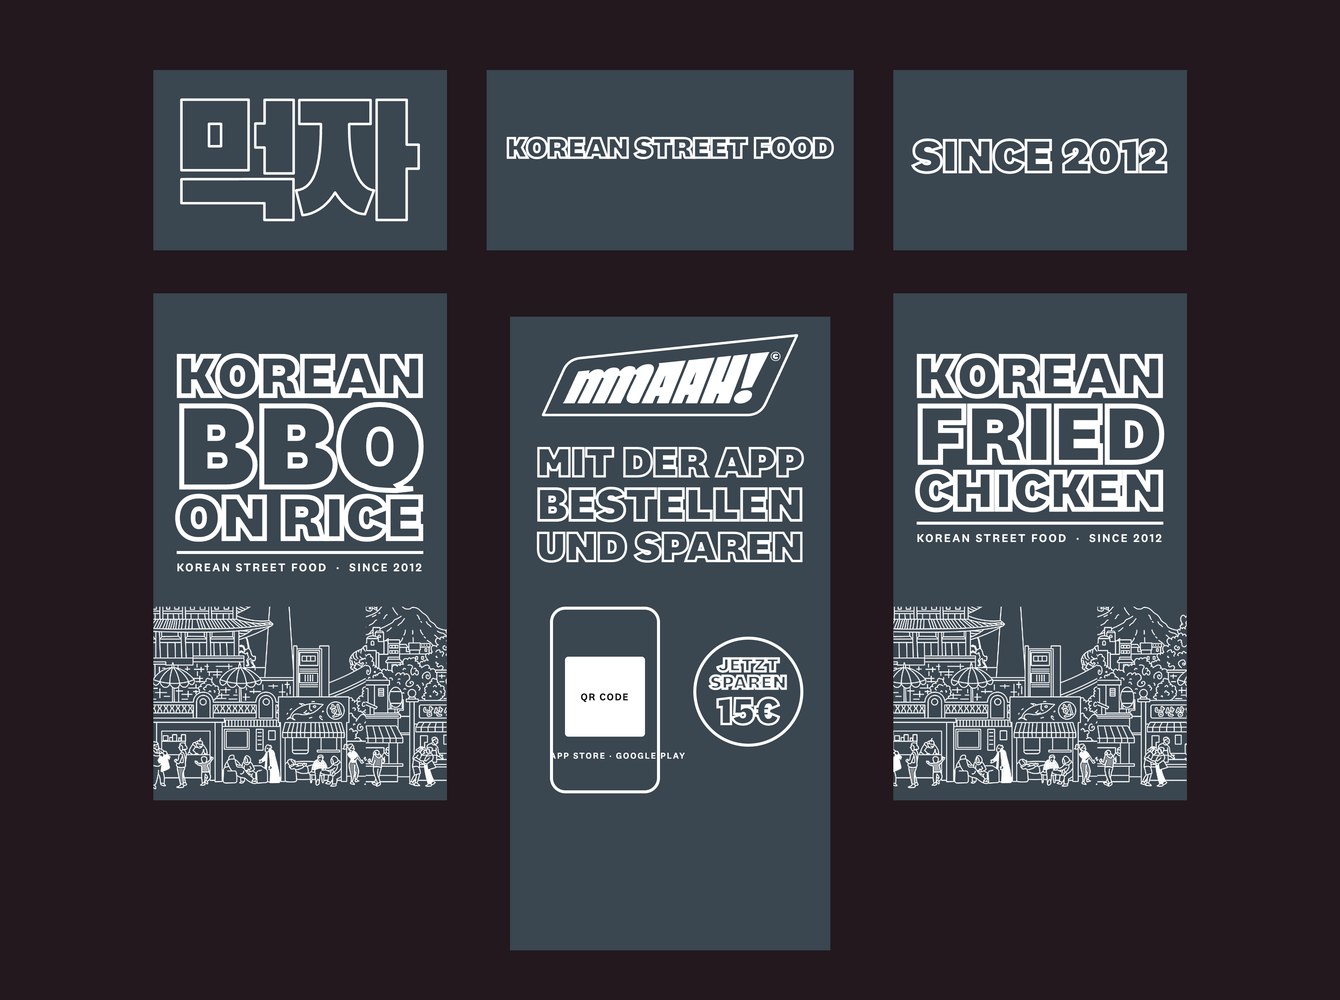 먹자
KOREAN STREET FOOD
SINCE 2012
KOREAN
BBQ
ON RICE
KOREAN STREET FOOD · SINCE 2012
mmAAH!
©
MIT DER APP
BESTELLEN
UND SPAREN
QR CODE
APP STORE · GOOGLE PLAY
JETZT
SPAREN
15€
KOREAN
FRIED
CHICKEN
KOREAN STREET FOOD · SINCE 2012